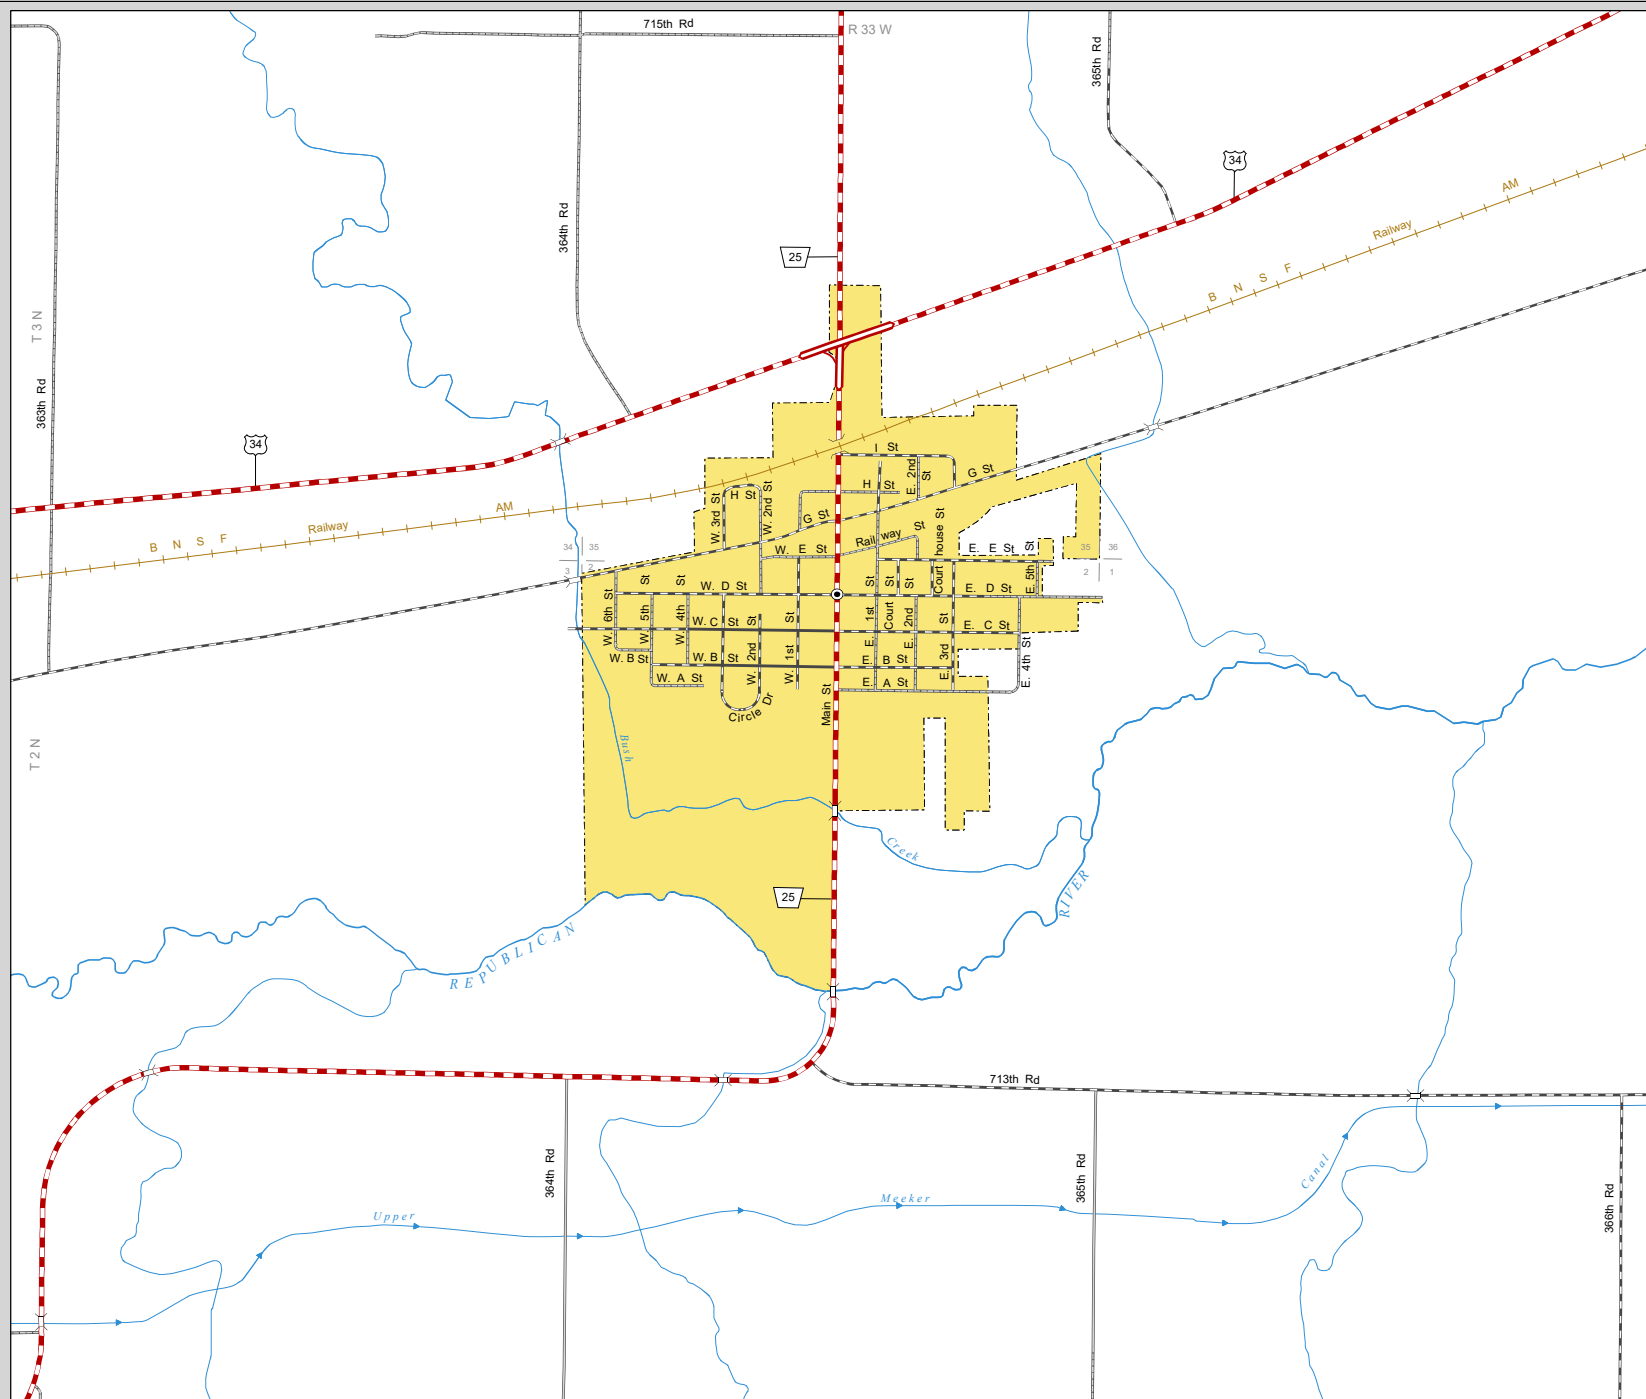 715th Rd
R 33 W
365th Rd
34
364th Rd
25
AM
Railway
B N S F
T 3 N
363th Rd
34
AM
Railway
B N S F
I St
E. 2nd St
G St
H St
H St
W. 3rd St
W. 2nd St
G St
Railway St
Court house St
E. E St
E. 5th St
W. E St
34
35
3
2
35
36
2
1
W. D St
E. D St
W. 6th St
W. 5th St
W. 4th St
W. C St
W. 2nd St
W. 1st St
E. 1st St
Court St
E. 2nd St
E. 3rd St
E. C St
E. 4th St
W. B St
W. B St
E. B St
W. A St
E. A St
Circle Dr
Main St
T 2 N
Bush
Creek
25
RIVER
REPUBLICAN
713th Rd
364th Rd
365th Rd
366th Rd
Upper
Meeker
Canal